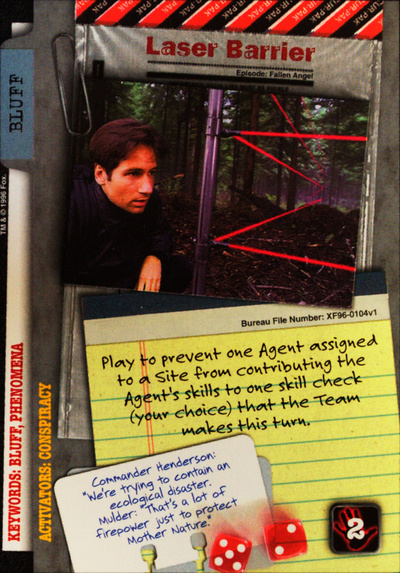 Laser Barrier
Episode: Fallen Angel
BLUFF
TM & © 1996 Fox.
Bureau File Number: XF96-0104v1
Play to prevent one Agent assigned
to a Site from contributing the
Agent's skills to one skill check
(your choice) that the Team
makes this turn.
KEYWORDS: BLUFF, PHENOMENA
ACTIVATORS: CONSPIRACY
Commander Henderson:
"We're trying to contain an
ecological disaster.
Mulder: "That's a lot of
firepower just to protect
Mother Nature."
2